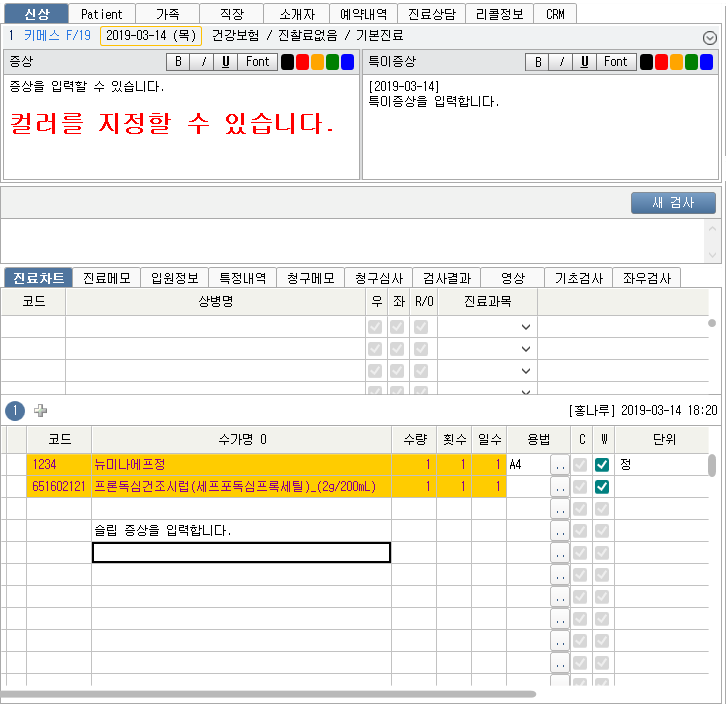 신상 Patient 가족 직장 소개자 예약내역 진료상담 리콜정보 CRM
1 키메스 F/19 2019-03-14 (목) 건강보험 / 진찰료없음 / 기본진료
증상 B / U Font 특이증상 B / U Font
증상을 입력할 수 있습니다.
컬러를 지정할 수 있습니다.
[2019-03-14]
특이증상을 입력합니다.
새 검사
진료차트 진료메모 입원정보 특정내역 청구메모 청구심사 검사결과 영상 기초검사 좌우검사
코드 상병명 우 좌 R/O 진료과목
1 [홍나루] 2019-03-14 18:20
코드 수가명 0 수량 횟수 일수 용법 C W 단위
1234 뉴미나에프정 1 1 1 A4 .. 정
651602121 프론독심건조시럽(세프포독심프록세틸)_(2g/200mL) 1 1 1 ..
..
슬립 증상을 입력합니다. ..
..
..
..
..
..
..
..